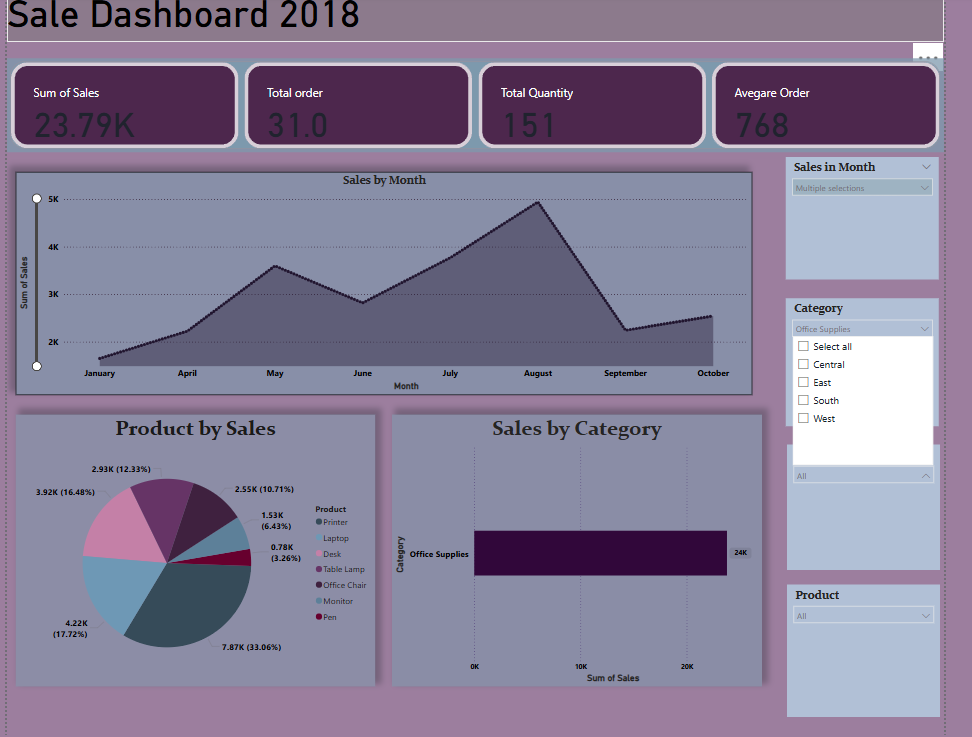 Sale Dashboard 2018
Sum of Sales
23.79K
Total order
31.0
Total Quantity
151
Avegare Order
768
Sales by Month
Sum of Sales
5K
4K
3K
2K
January April May June July August September October
Month
Sales in Month
Multiple selections
Category
Office Supplies
Select all
Central
East
South
West
All
Product
All
Product by Sales
2.93K (12.33%)
3.92K (16.48%)
2.55K (10.71%)
1.53K
(6.43%)
0.78K
(3.26%)
4.22K
(17.72%)
7.87K (33.06%)
Product
Printer
Laptop
Desk
Table Lamp
Office Chair
Monitor
Pen
Sales by Category
Category
Office Supplies
24K
0K 10K 20K
Sum of Sales